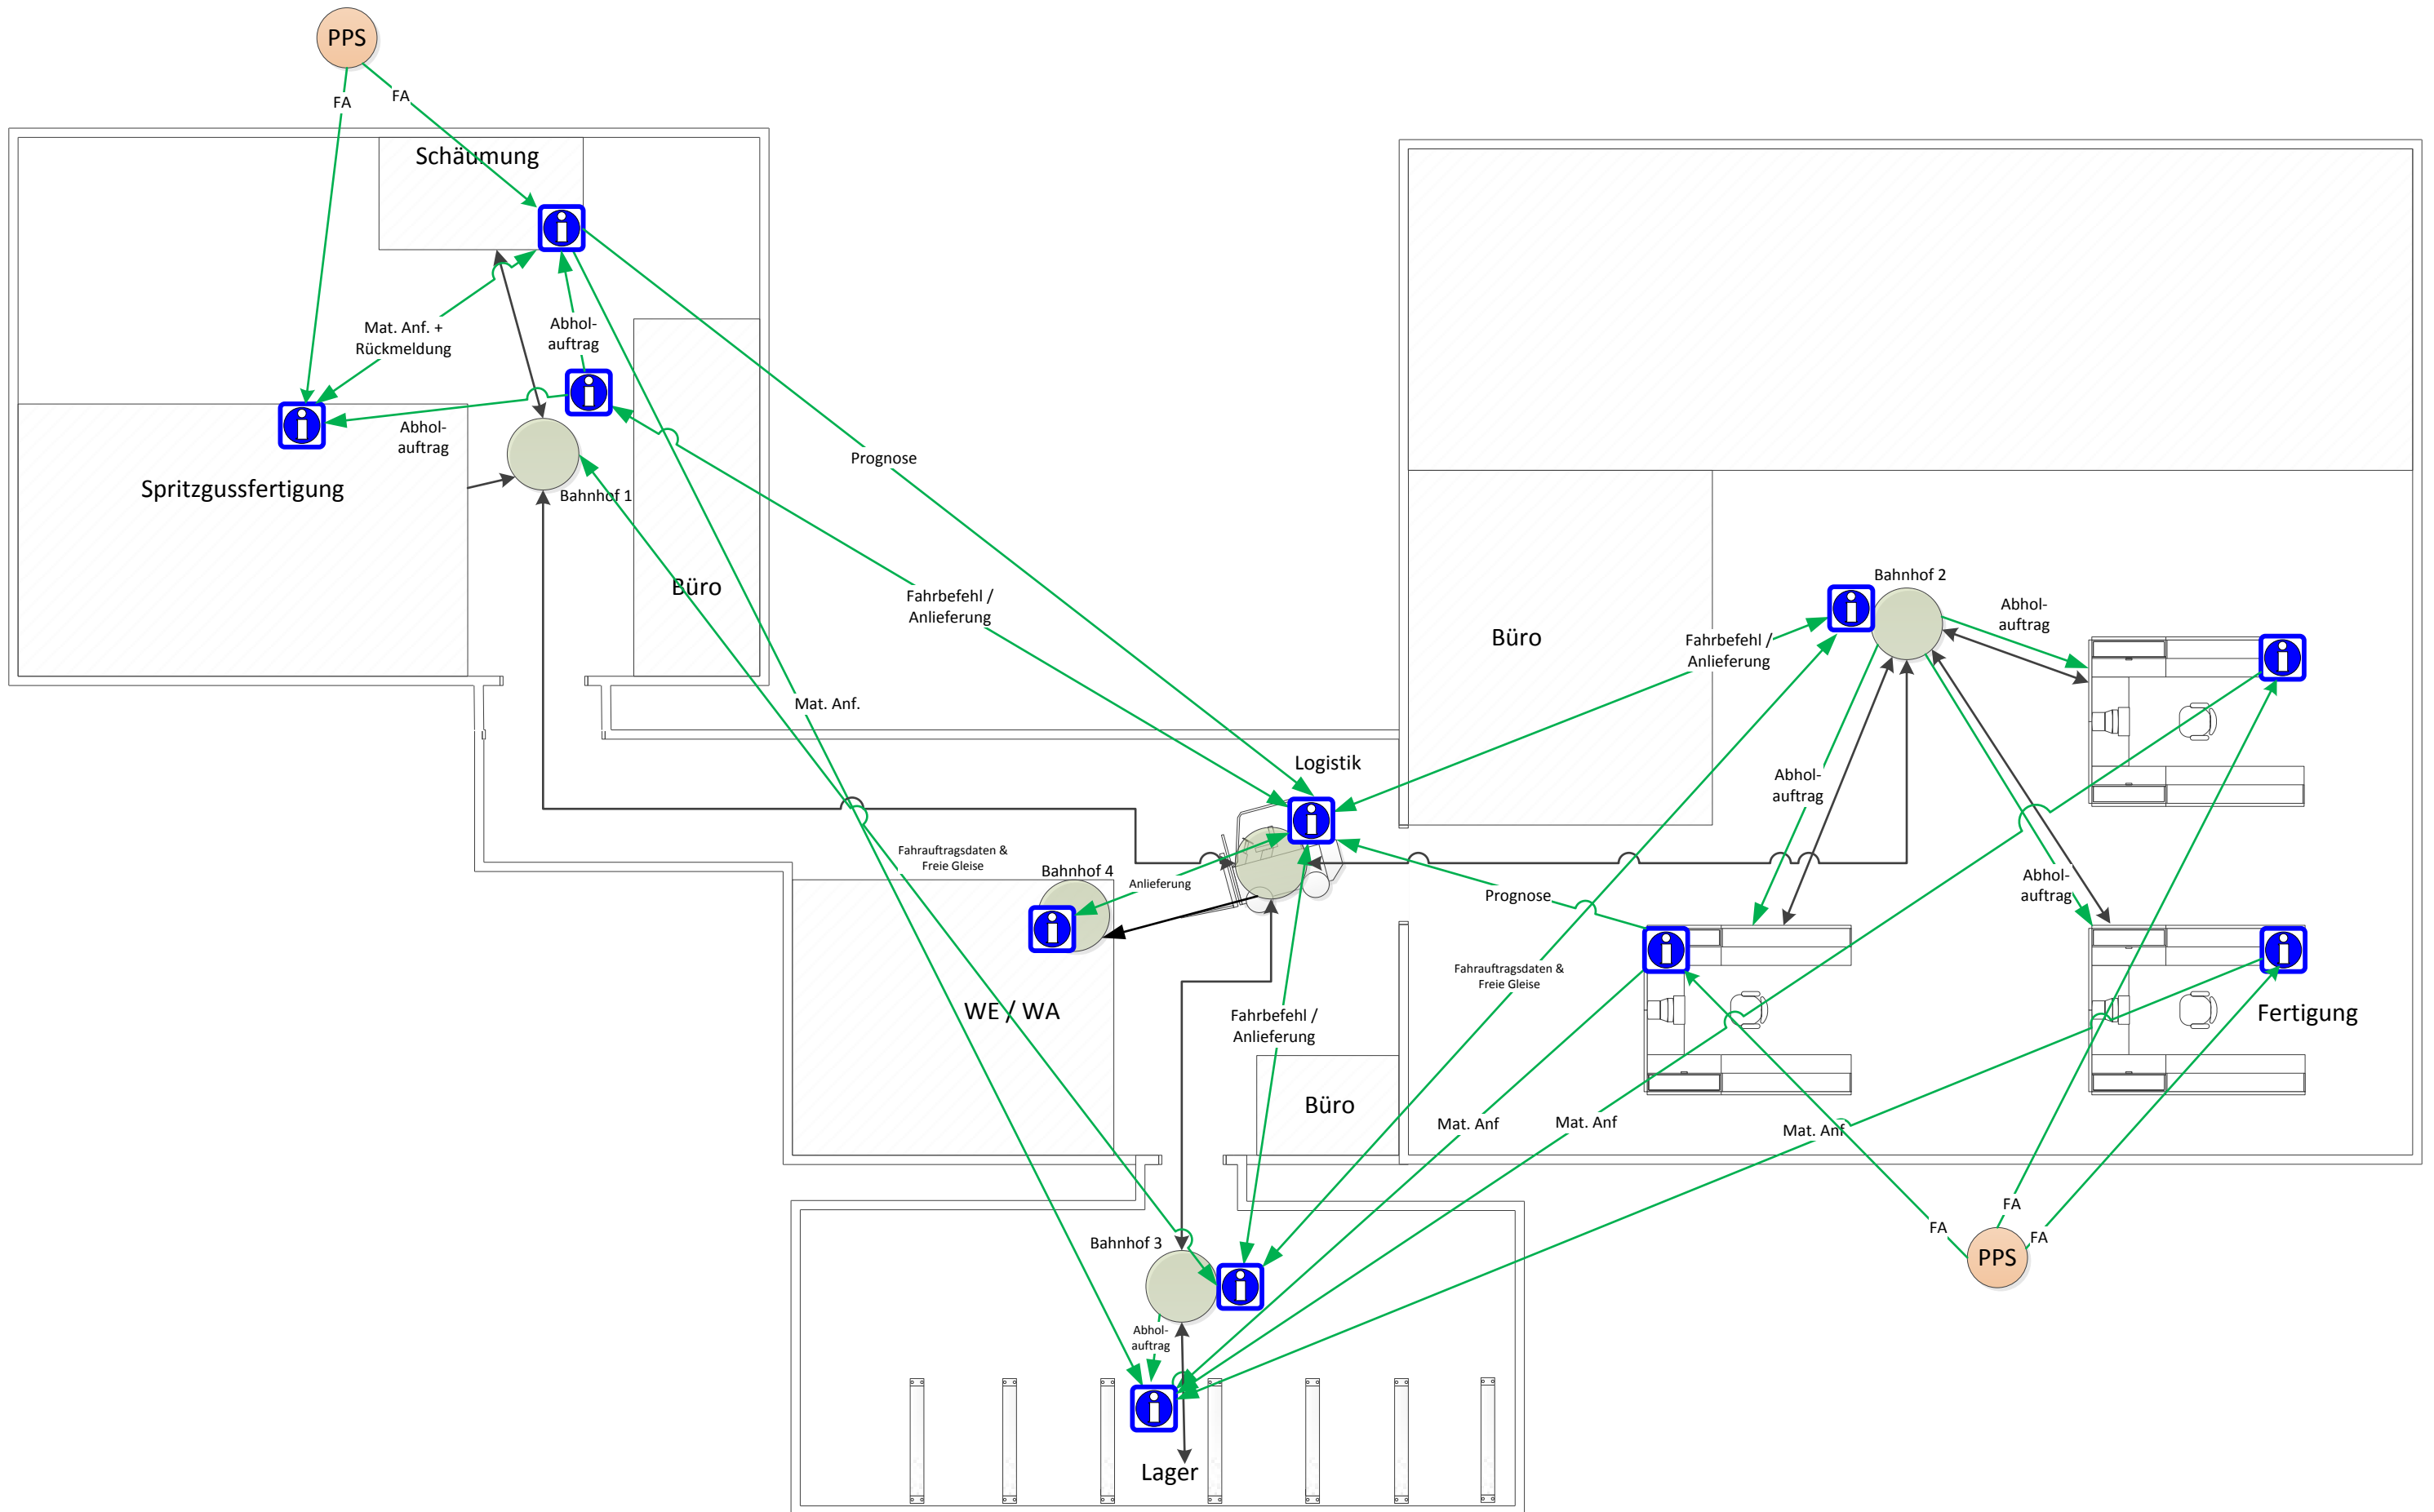 PPS
FA
FA
Schäumung
Mat. Anf. +
Rückmeldung
Abhol-
auftrag
Abhol-
auftrag
Spritzgussfertigung
Bahnhof 1
Büro
Prognose
Fahrbefehl /
Anlieferung
Mat. Anf.
Logistik
Fahrauftragsdaten &
Freie Gleise
Bahnhof 4
Anlieferung
WE / WA
Fahrbefehl /
Anlieferung
Büro
Bahnhof 3
Abhol-
auftrag
Lager
Büro
Fahrbefehl /
Anlieferung
Bahnhof 2
Abhol-
auftrag
Abhol-
auftrag
Abhol-
auftrag
Prognose
Fahrauftragsdaten &
Freie Gleise
Fertigung
Mat. Anf
Mat. Anf
Mat. Anf
FA
FA
FA
PPS